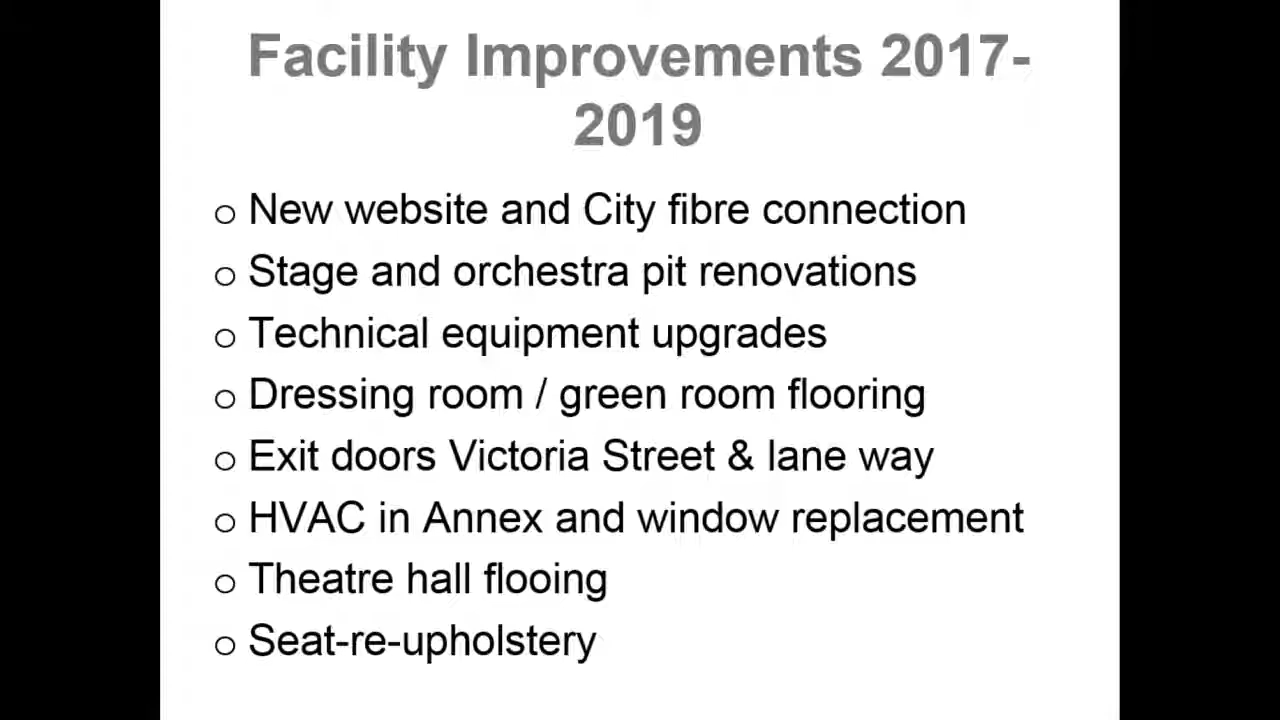 Facility Improvements 2017-
2019
o New website and City fibre connection
o Stage and orchestra pit renovations
o Technical equipment upgrades
o Dressing room / green room flooring
o Exit doors Victoria Street & lane way
o HVAC in Annex and window replacement
o Theatre hall flooing
o Seat-re-upholstery